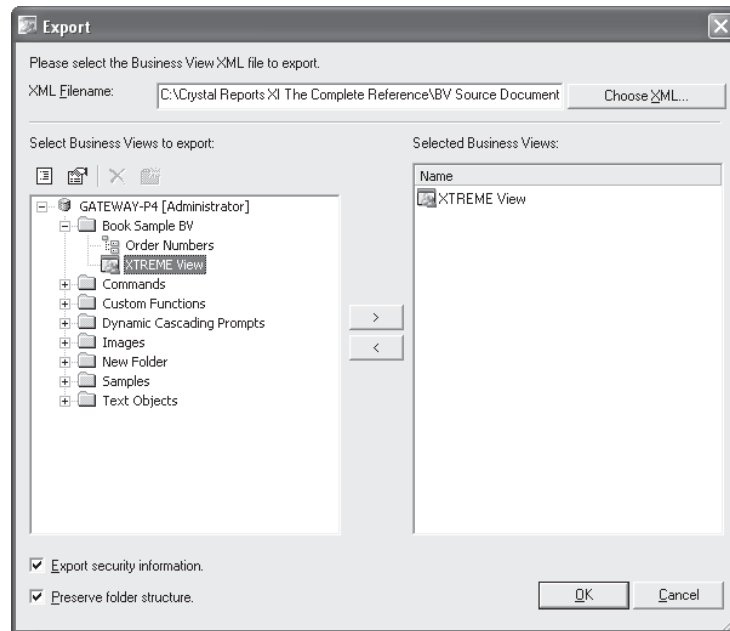 Export
Please select the Business View XML file to export.
XML Filename:
C:\Crystal Reports XI The Complete Reference\BV Source Document
Choose XML...
Select Business Views to export:
GATEWAY-P4 [Administrator]
Book Sample BV
Order Numbers
XTREME View
Commands
Custom Functions
Dynamic Cascading Prompts
Images
New Folder
Samples
Text Objects
>
<
Selected Business Views:
Name
XTREME View
Export security information.
Preserve folder structure.
OK
Cancel